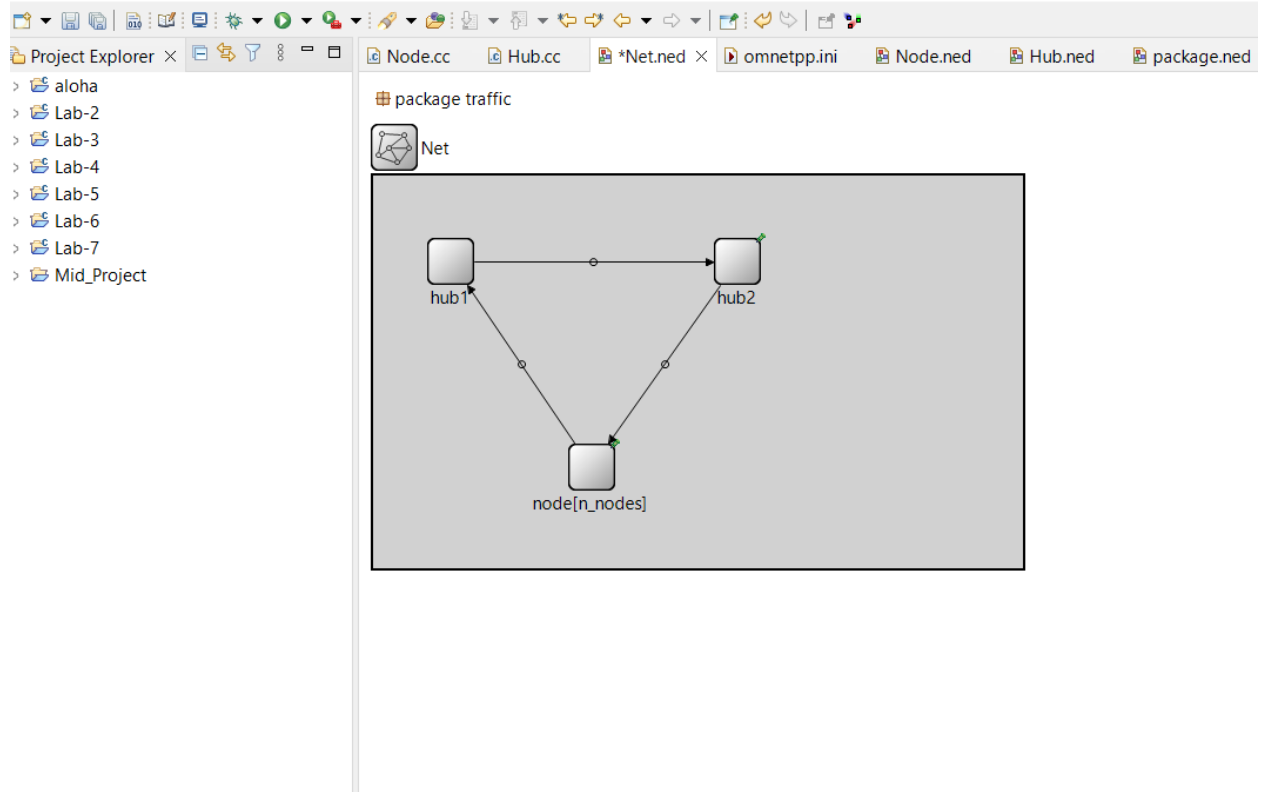 Project Explorer
Node.cc
Hub.cc
*Net.ned
omnetpp.ini
Node.ned
Hub.ned
package.ned
aloha
Lab-2
Lab-3
Lab-4
Lab-5
Lab-6
Lab-7
Mid_Project
package traffic
Net
hub1
hub2
node[n_nodes]